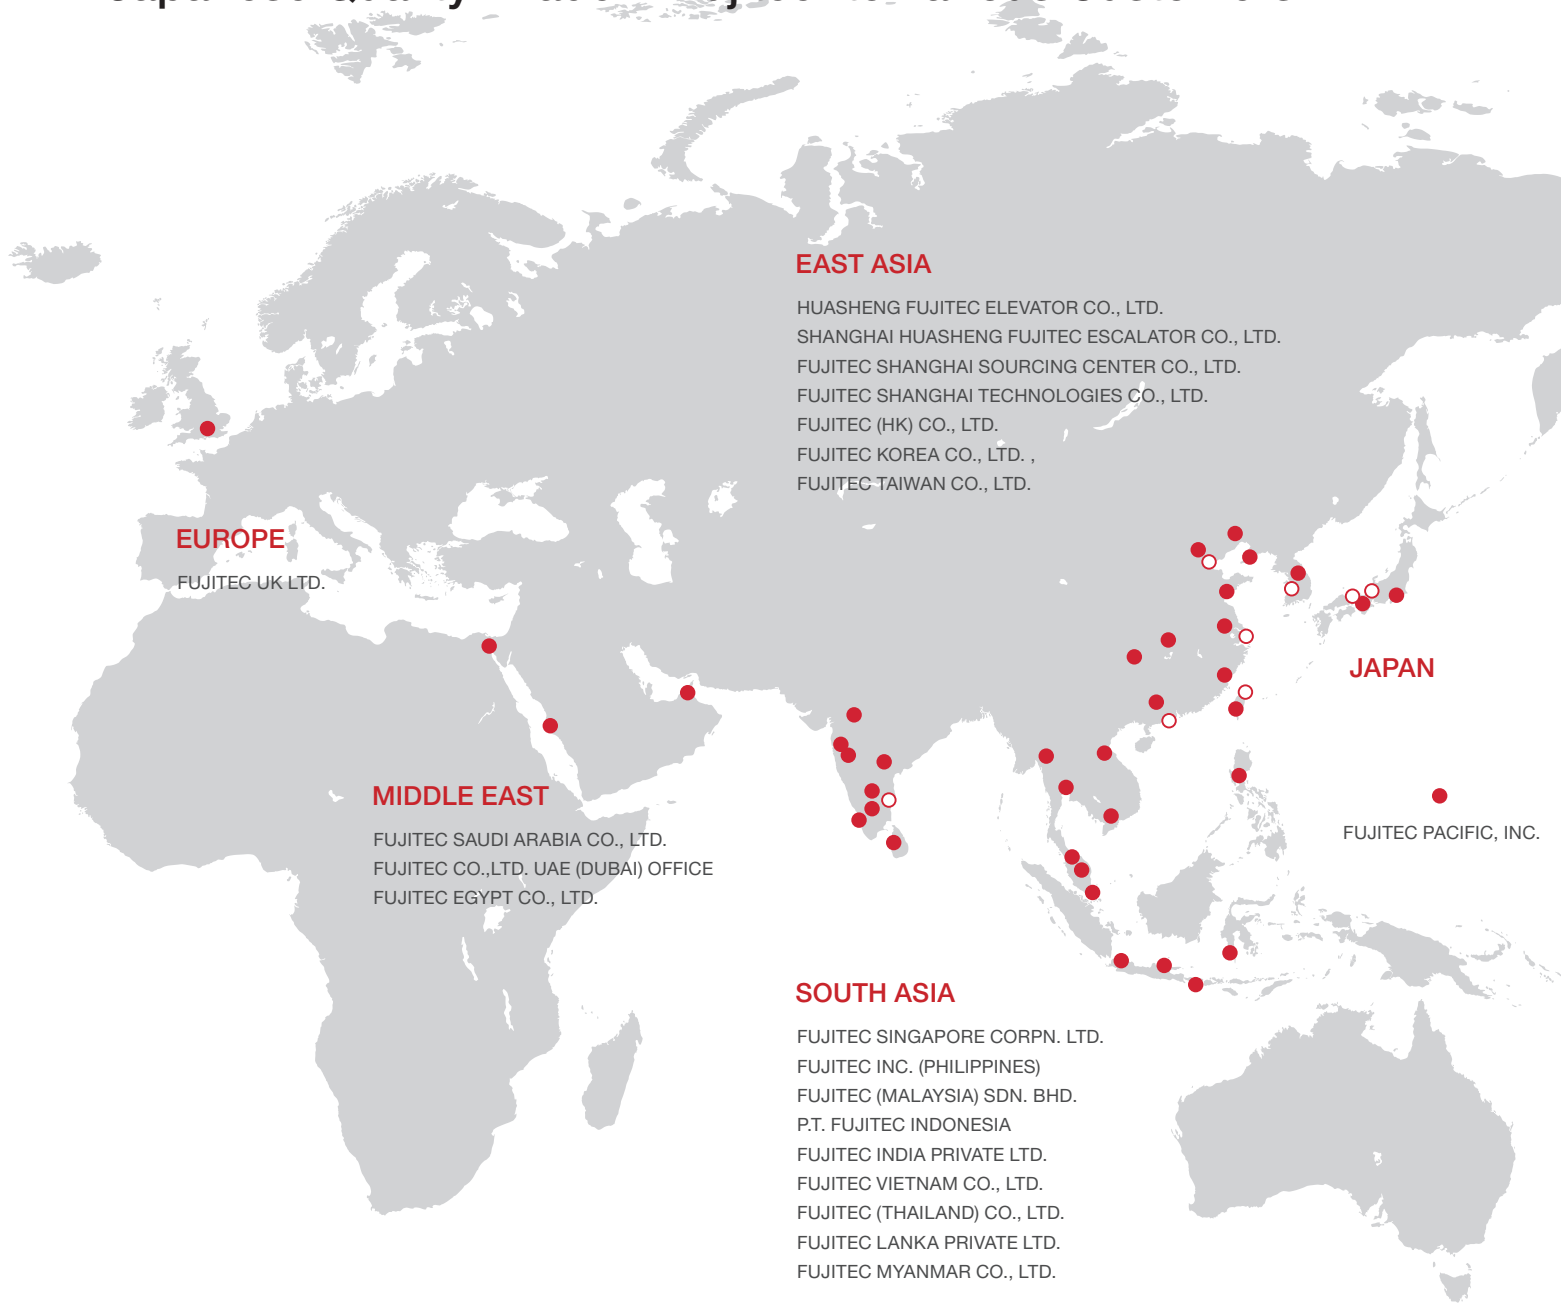 EAST ASIA
HUASHENG FUJITEC ELEVATOR CO., LTD.
SHANGHAI HUASHENG FUJITEC ESCALATOR CO., LTD.
FUJITEC SHANGHAI SOURCING CENTER CO., LTD.
FUJITEC SHANGHAI TECHNOLOGIES CO., LTD.
FUJITEC (HK) CO., LTD.
FUJITEC KOREA CO., LTD. ,
FUJITEC TAIWAN CO., LTD.
EUROPE
FUJITEC UK LTD.
JAPAN
MIDDLE EAST
FUJITEC SAUDI ARABIA CO., LTD.
FUJITEC CO.,LTD. UAE (DUBAI) OFFICE
FUJITEC EGYPT CO., LTD.
FUJITEC PACIFIC, INC.
SOUTH ASIA
FUJITEC SINGAPORE CORPN. LTD.
FUJITEC INC. (PHILIPPINES)
FUJITEC (MALAYSIA) SDN. BHD.
P.T. FUJITEC INDONESIA
FUJITEC INDIA PRIVATE LTD.
FUJITEC VIETNAM CO., LTD.
FUJITEC (THAILAND) CO., LTD.
FUJITEC LANKA PRIVATE LTD.
FUJITEC MYANMAR CO., LTD.